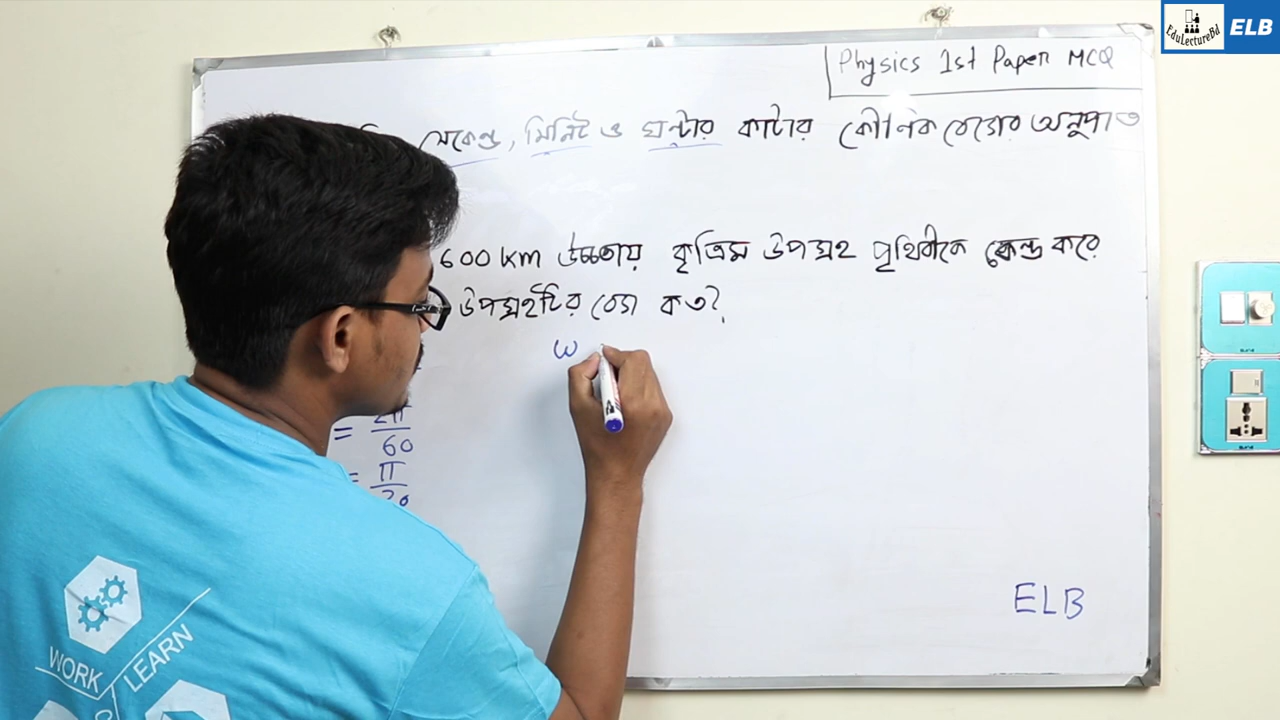 EduLectureBd ELB
Physics 1st Paper MCQ
সেকেন্ড, মিনিট ও ঘন্টার কাটার কৌণিক বেগের অনুপাত
600 km উচ্চতায় কৃত্রিম উপগ্রহ পৃথিবীকে কেন্দ্র করে
উপগ্রহটির বেগ কত?
ω
= 2π/60
= π/30
ELB
WORK
LEARN